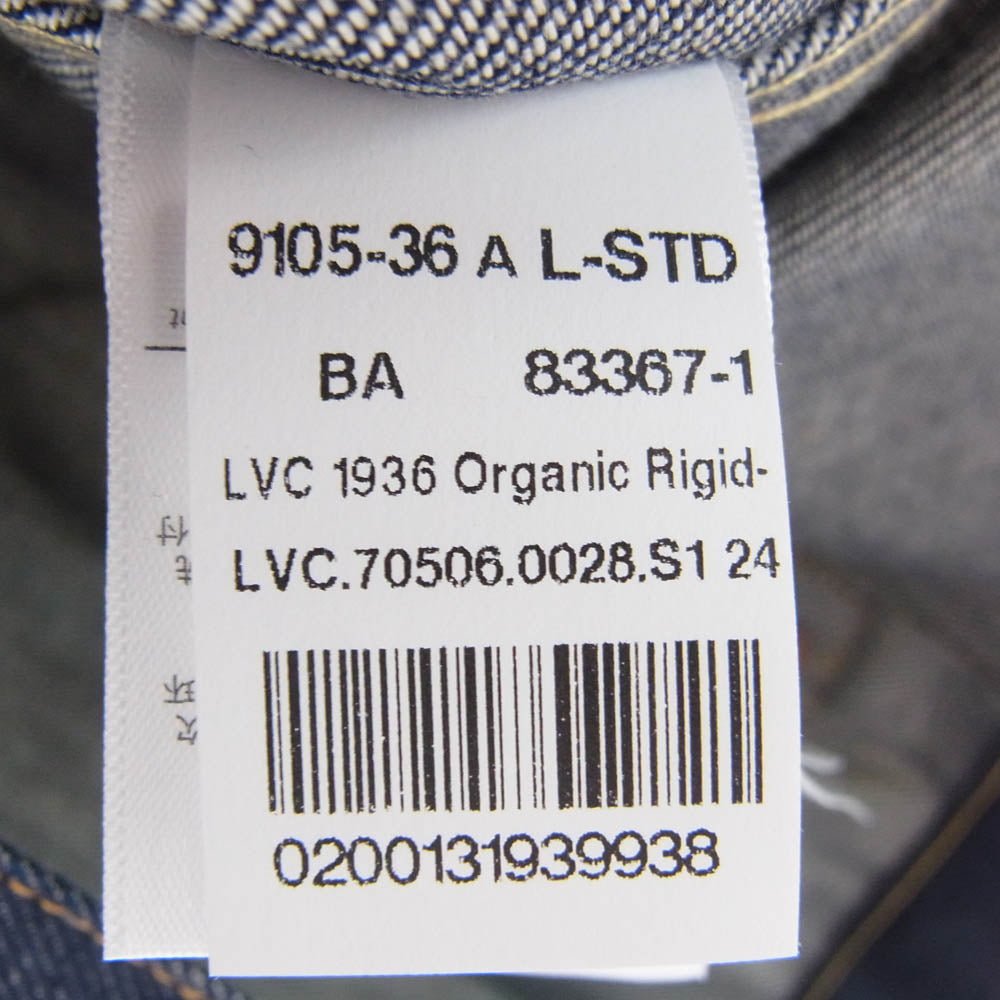 9105-36 A L-STD
BA 83367-1
LVC 1936 Organic Rigid-
LVC.70506.0028.S1 24
0200131939938